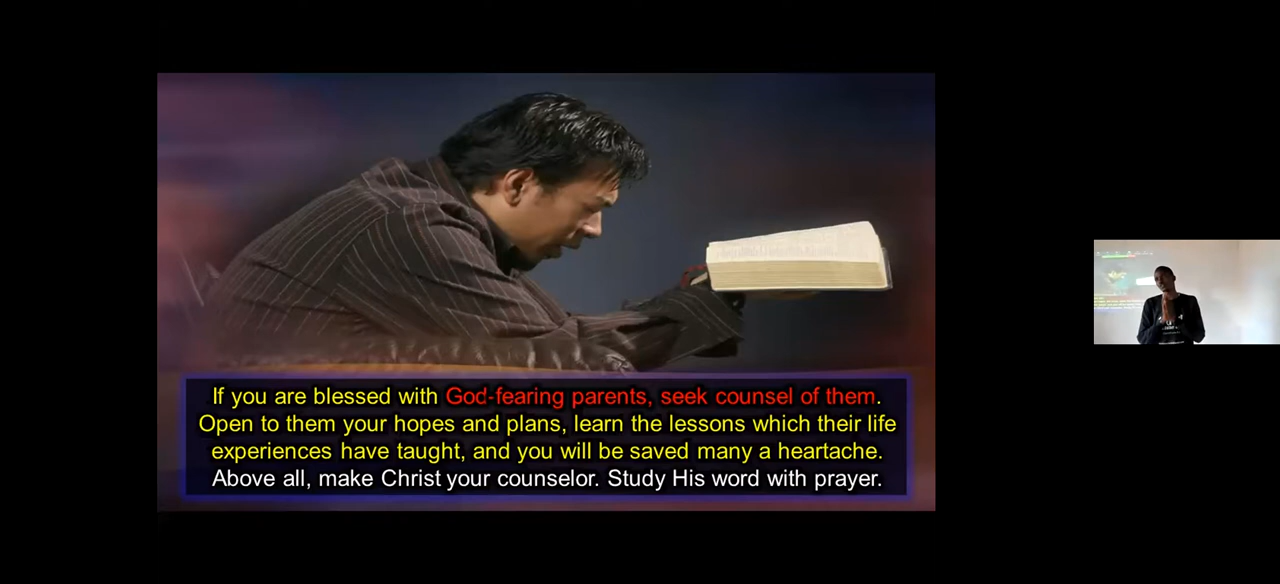 If you are blessed with God-fearing parents, seek counsel of them.
Open to them your hopes and plans, learn the lessons which their life
experiences have taught, and you will be saved many a heartache.
Above all, make Christ your counselor. Study His word with prayer.